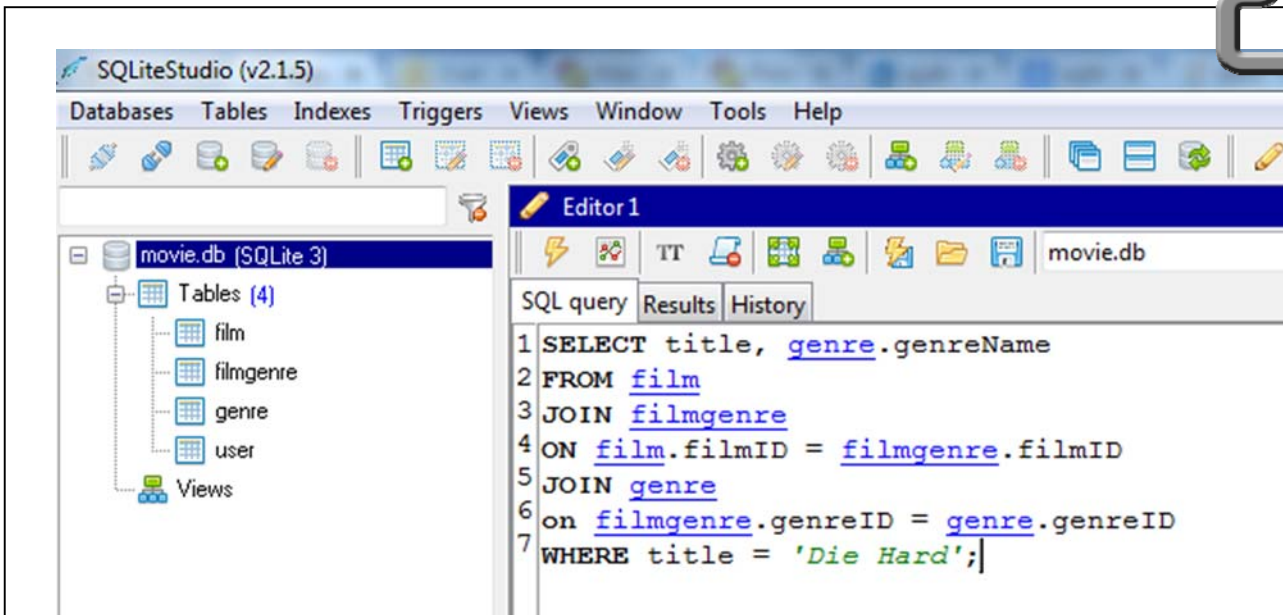 SQLiteStudio (v2.1.5)
Databases Tables Indexes Triggers Views Window Tools Help
Editor 1
movie.db (SQLite 3)
Tables (4)
film
filmgenre
genre
user
Views
TT
movie.db
SQL query Results History
1 SELECT title, genre.genreName
2 FROM film
3 JOIN filmgenre
4 ON film.filmID = filmgenre.filmID
5 JOIN genre
6 on filmgenre.genreID = genre.genreID
7 WHERE title = 'Die Hard';